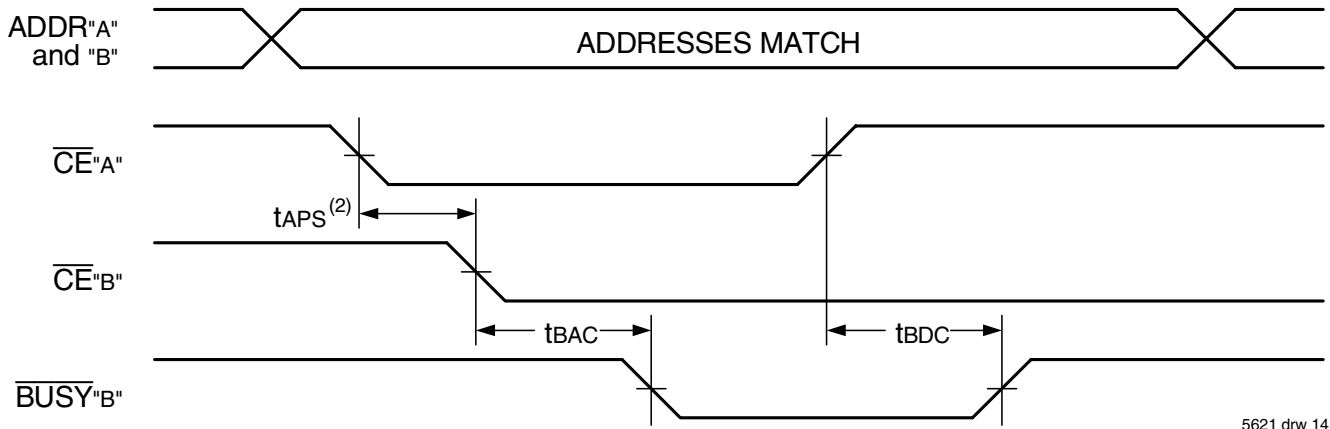 ADDR"A"
and "B"
ADDRESSES MATCH
CE"A"
tAPS(2)
CE"B"
tBAC
tBDC
BUSY"B"
5621 drw 14